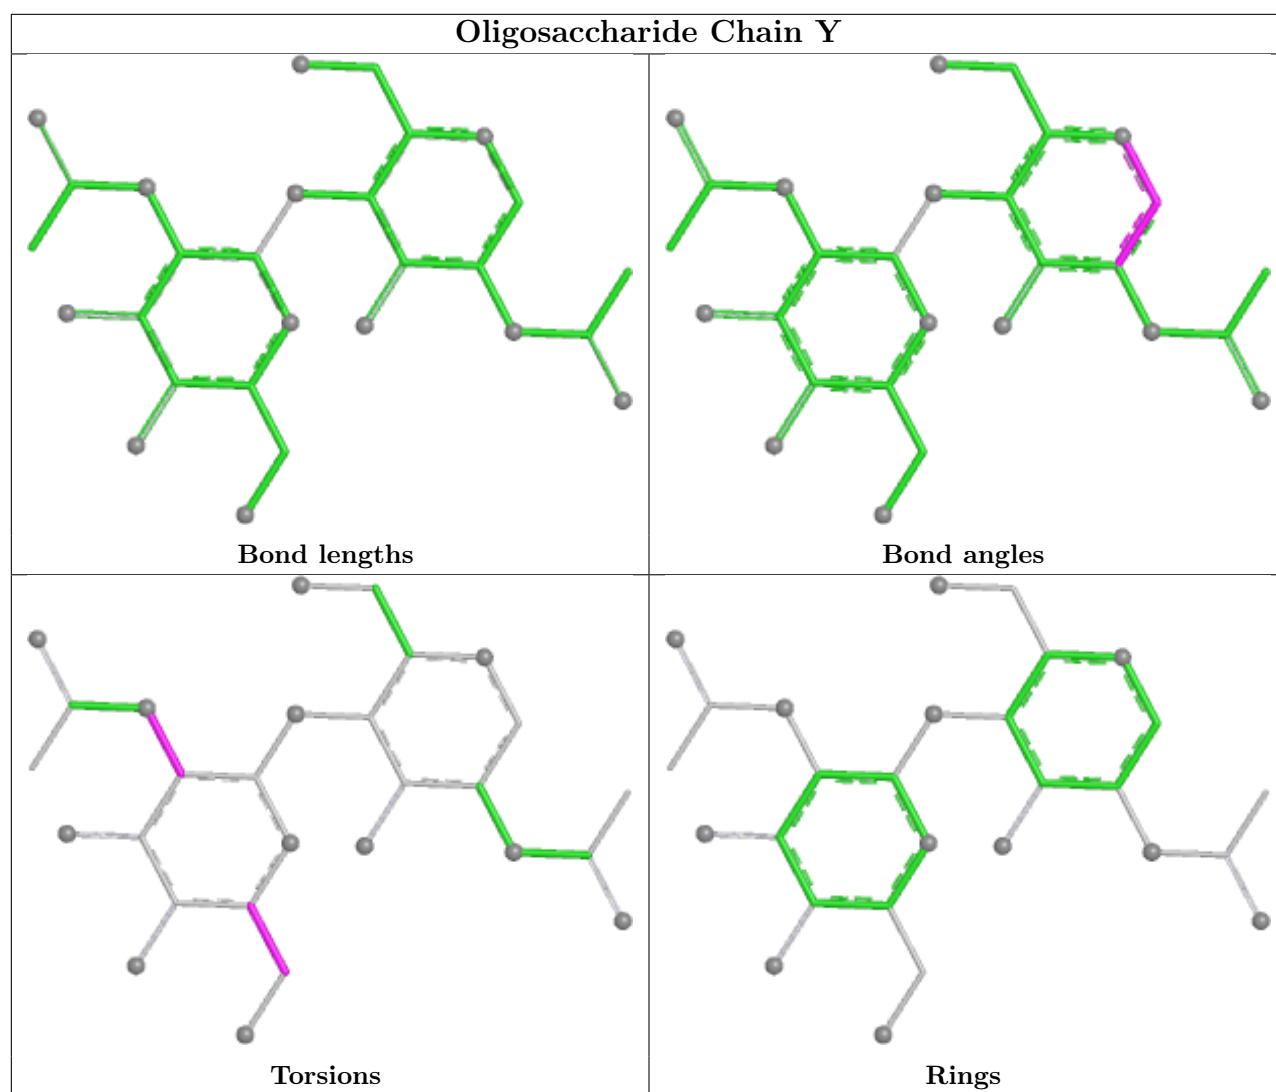 Oligosaccharide Chain Y
Bond lengths
Bond angles
Torsions
Rings